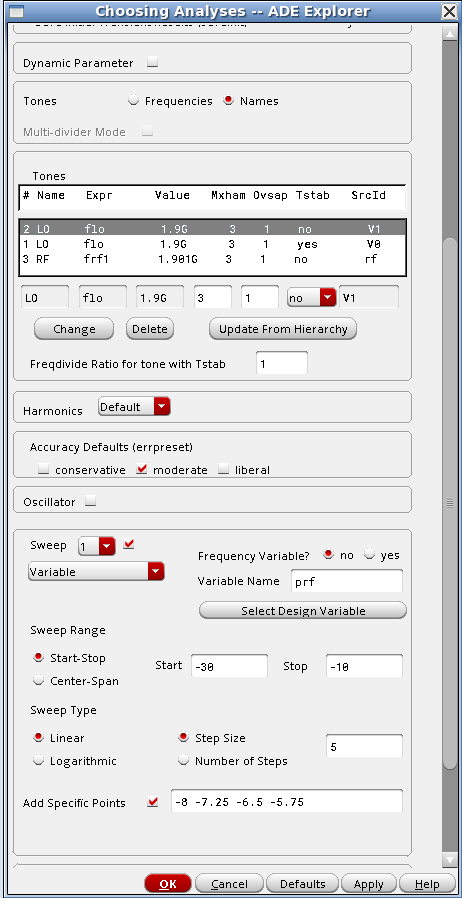 Choosing Analyses -- ADE Explorer
Dynamic Parameter
Tones Frequencies Names
Multi-divider Mode
Tones
# Name Expr Value Mxham Ovsap Tstab SrcId
2 LO flo 1.9G 3 1 no V1
1 LO flo 1.9G 3 1 yes V0
3 RF frf1 1.901G 3 1 no rf
LO flo 1.9G 3 1 no V1
Change Delete Update From Hierarchy
Freqdivide Ratio for tone with Tstab 1
Harmonics Default
Accuracy Defaults (errpreset)
conservative moderate liberal
Oscillator
Sweep 1 Frequency Variable? no yes
Variable Variable Name prf
Select Design Variable
Sweep Range
Start-Stop Start -30 Stop -10
Center-Span
Sweep Type
Linear Step Size 5
Logarithmic Number of Steps
Add Specific Points -8 -7.25 -6.5 -5.75
OK Cancel Defaults Apply Help